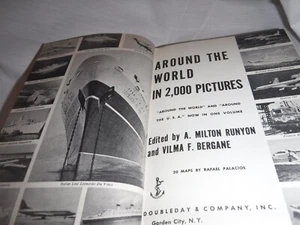 AROUND THE
WORLD
IN 2,000 PICTURES
"AROUND THE WORLD" AND "AROUND
THE U.S.A." NOW IN ONE VOLUME
Edited by A. MILTON RUNYON
and VILMA F. BERGANE
50 MAPS BY RAFAEL PALACIOS
DOUBLEDAY & COMPANY, INC.
Garden City, N.Y.